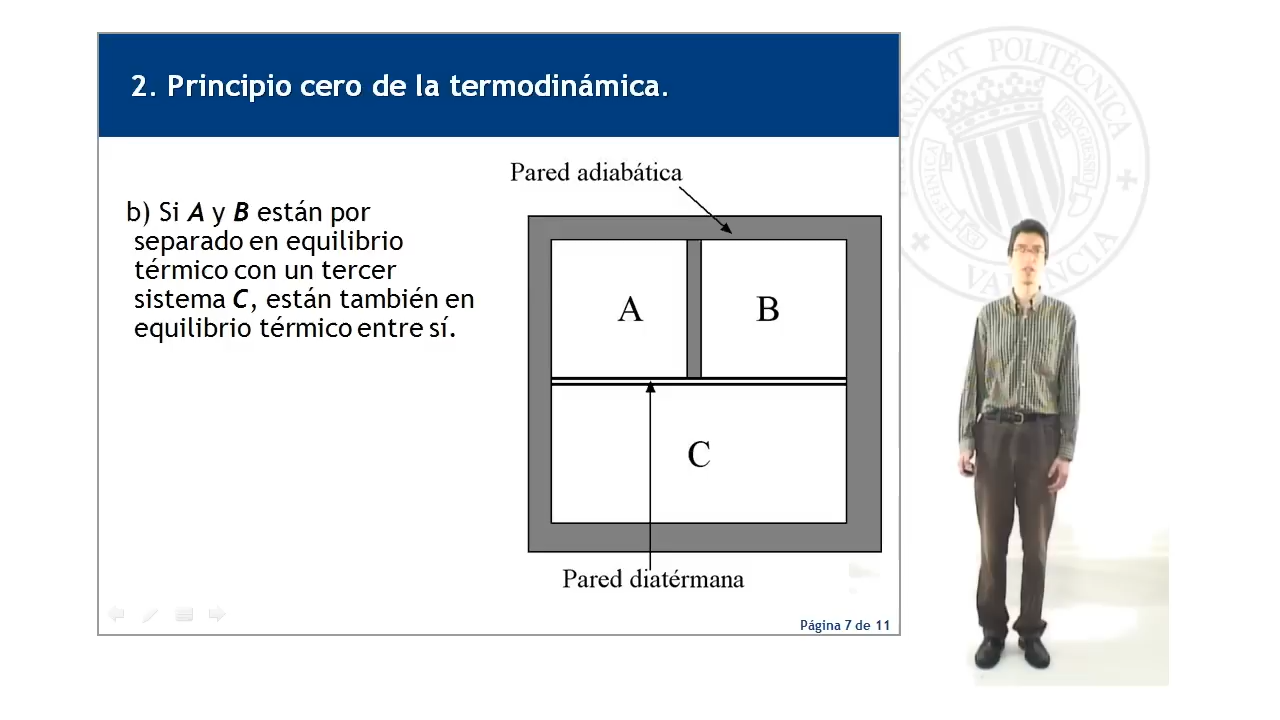 2. Principio cero de la termodinámica.
b) Si A y B están por
separado en equilibrio
térmico con un tercer
sistema C, están también en
equilibrio térmico entre sí.
Pared adiabática
A
B
C
Pared diatérmana
Página 7 de 11
POLITÈCNICA